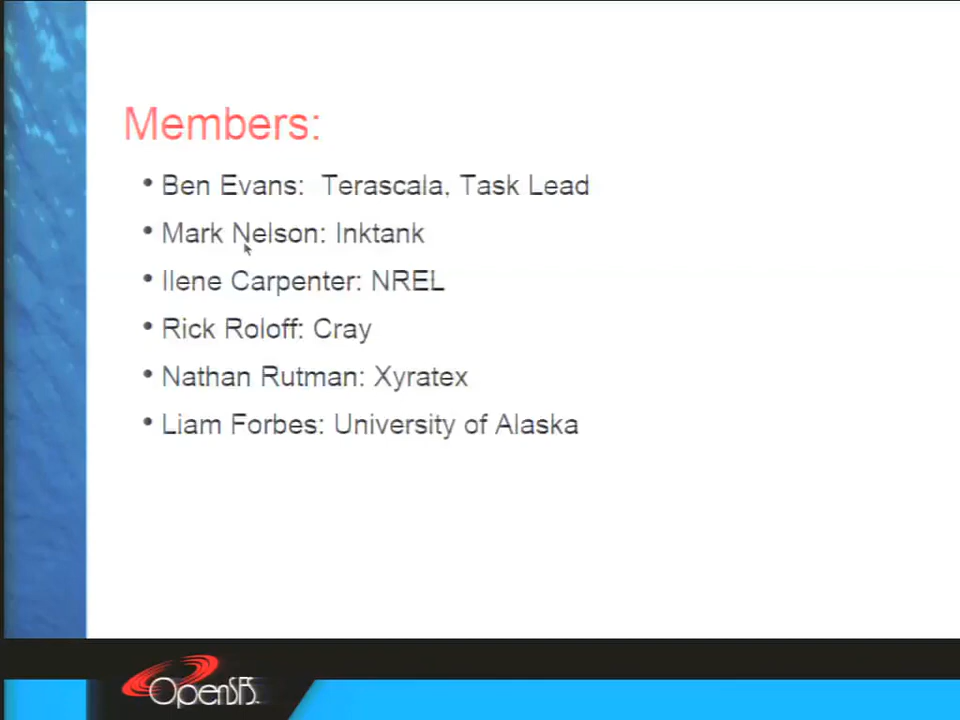 Members:
• Ben Evans:  Terascala, Task Lead
• Mark Nelson: Inktank
• Ilene Carpenter: NREL
• Rick Roloff: Cray
• Nathan Rutman: Xyratex
• Liam Forbes: University of Alaska
OpenSFS